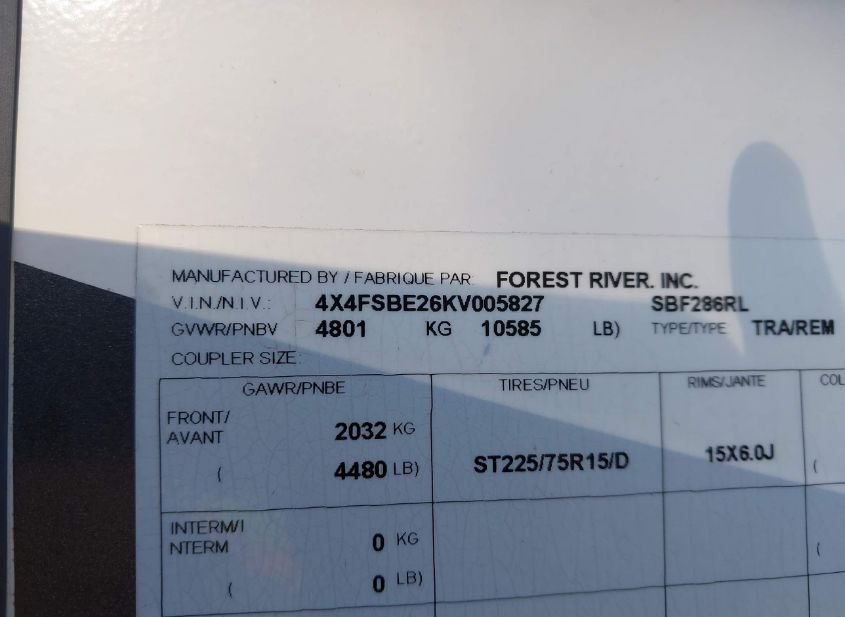 MANUFACTURED BY / FABRIQUE PAR: FOREST RIVER, INC.
V.I.N./N.I.V.: 4X4FSBE26KV005827 SBF286RL
GVWR/PNBV 4801 KG 10585 LB) TYPE/TYPE: TRA/REM
COUPLER SIZE:
GAWR/PNBE TIRES/PNEU RIMS/JANTE COL
FRONT/
AVANT 2032 KG
( 4480 LB) ST225/75R15/D 15X6.0J (
INTERM/I
NTERM 0 KG (
( 0 LB)